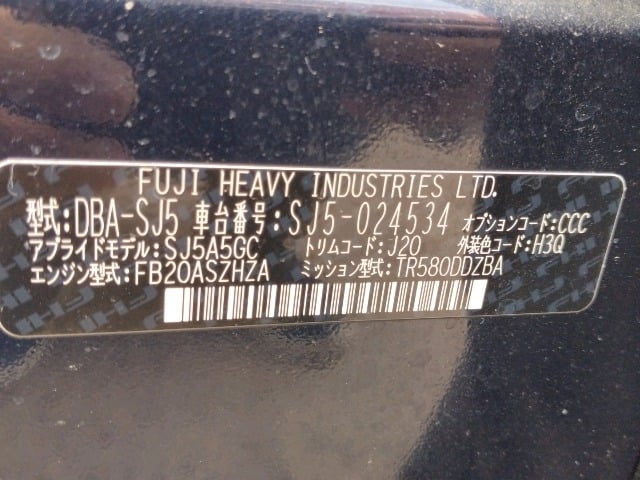 FUJI HEAVY INDUSTRIES LTD.
型式:DBA-SJ5 車台番号:SJ5-024534 オプションコード:CCC
アプライドモデル:SJ5A5GC トリムコード:J20 外装色コード:H3Q
エンジン型式:FB20ASZHZA ミッション型式:TR580DDZBA